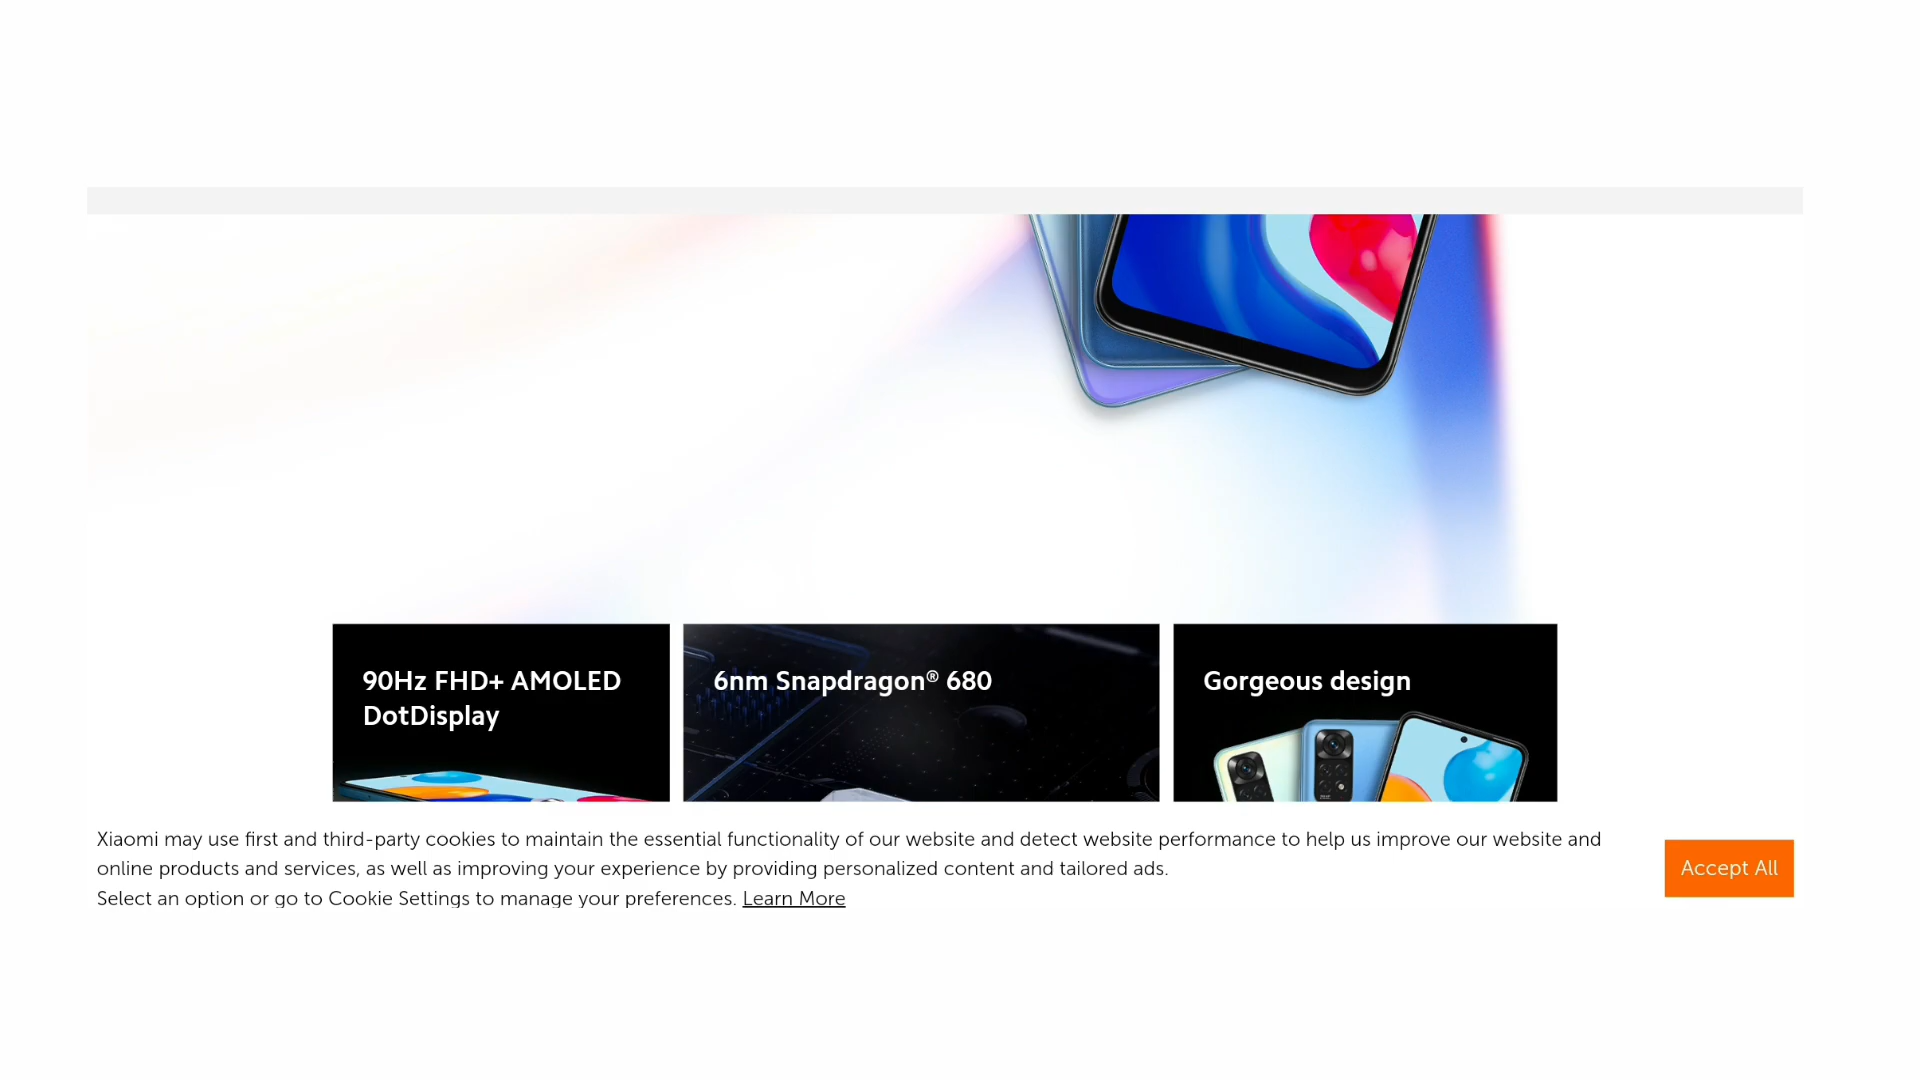 90Hz FHD+ AMOLED
DotDisplay
6nm Snapdragon® 680
Gorgeous design
Xiaomi may use first and third-party cookies to maintain the essential functionality of our website and detect website performance to help us improve our website and
online products and services, as well as improving your experience by providing personalized content and tailored ads.
Select an option or go to Cookie Settings to manage your preferences. Learn More
Accept All